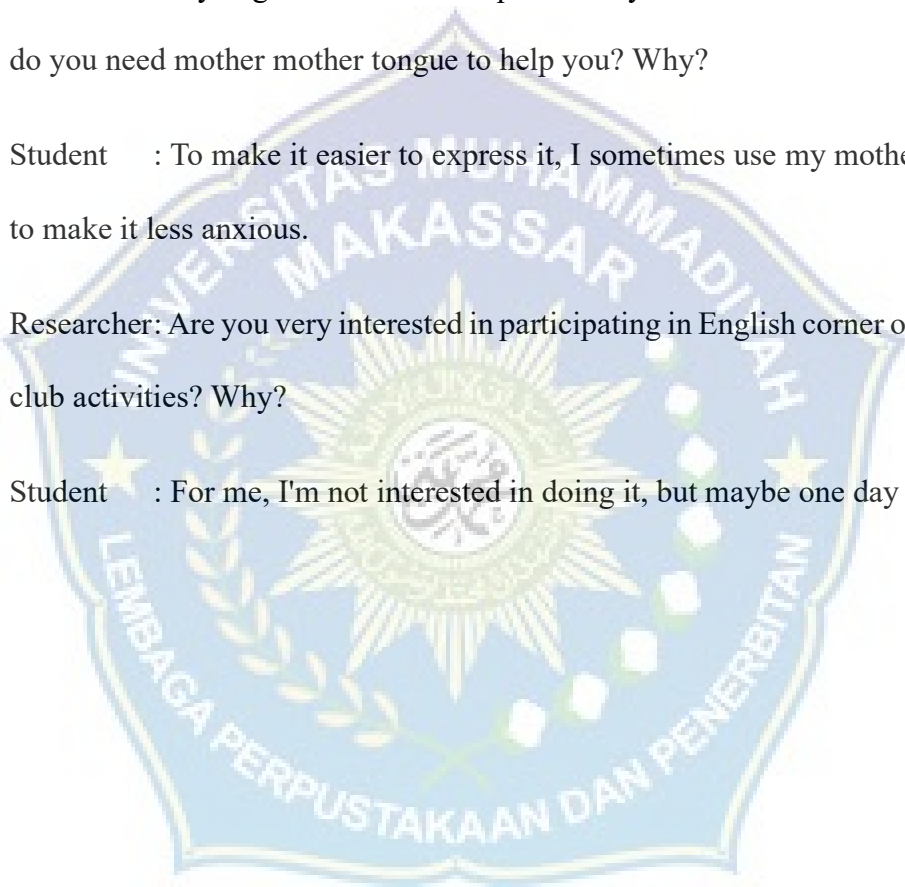 do you need mother mother tongue to help you? Why?
Student : To make it easier to express it, I sometimes use my
to make it less anxious.
Researcher: Are you very interested in participating in English corner
club activities? Why?
Student : For me, I'm not interested in doing it, but maybe one day
UNIVERSITAS MUHAMMADIYAH
MAKASSAR
LEMBAGA PERPUSTAKAAN DAN PENERBITAN